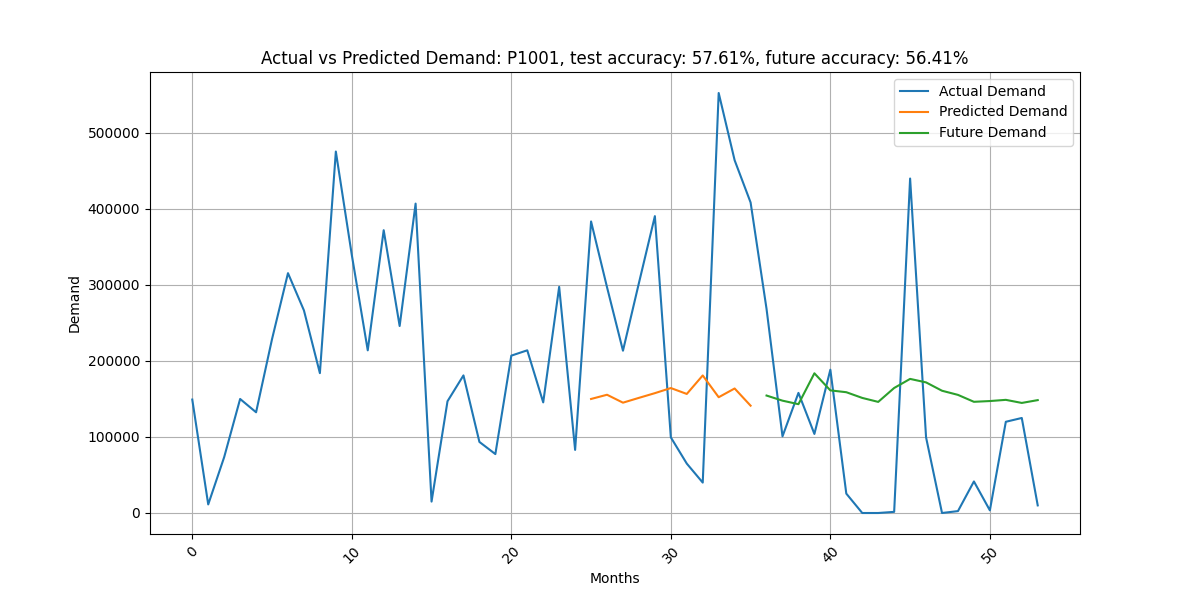 Actual vs Predicted Demand: P1001, test accuracy: 57.61%, future accuracy: 56.41%
Actual Demand
Predicted Demand
Future Demand
500000
400000
300000
200000
100000
0
Demand
0
10
20
30
40
50
Months